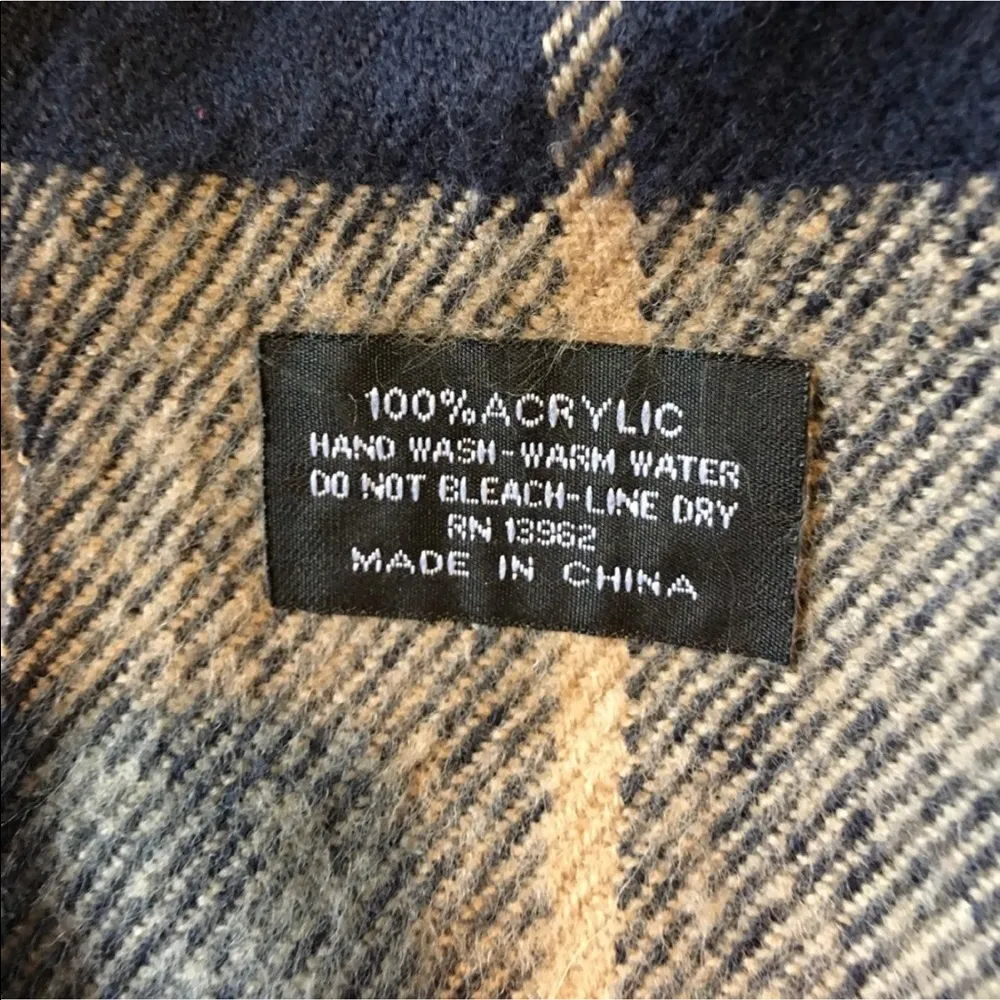 100% ACRYLIC
HAND WASH-WARM WATER
DO NOT BLEACH-LINE DRY
RN 13962
MADE IN CHINA